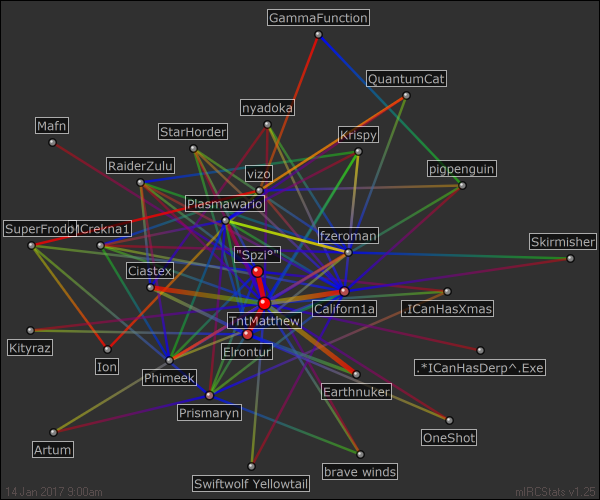 GammaFunction
QuantumCat
nyadoka
Mafn
StarHorder
Krispy
RaiderZulu
vizo
pigpenguin
Plasmawario
SuperFrodo
Crekna1
fzeroman
"Spzi°"
Skirmisher
Ciastex
TntMatthew
Californ1a
.ICanHasXmas
Kityraz
Ion
Elrontur
.*ICanHasDerp^.Exe
Phimeek
Earthnuker
Prismaryn
OneShot
Artum
Swiftwolf Yellowtail
brave winds
14 Jan 2017 9:00am
mIRCStats v1.25